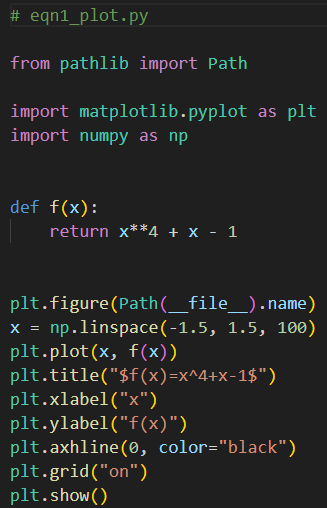 # eqn1_plot.py
from pathlib import Path
import matplotlib.pyplot as plt
import numpy as np
def f(x):
    return x**4 + x - 1
plt.figure(Path(__file__).name)
x = np.linspace(-1.5, 1.5, 100)
plt.plot(x, f(x))
plt.title("$f(x)=x^4+x-1$")
plt.xlabel("x")
plt.ylabel("f(x)")
plt.axhline(0, color="black")
plt.grid("on")
plt.show()